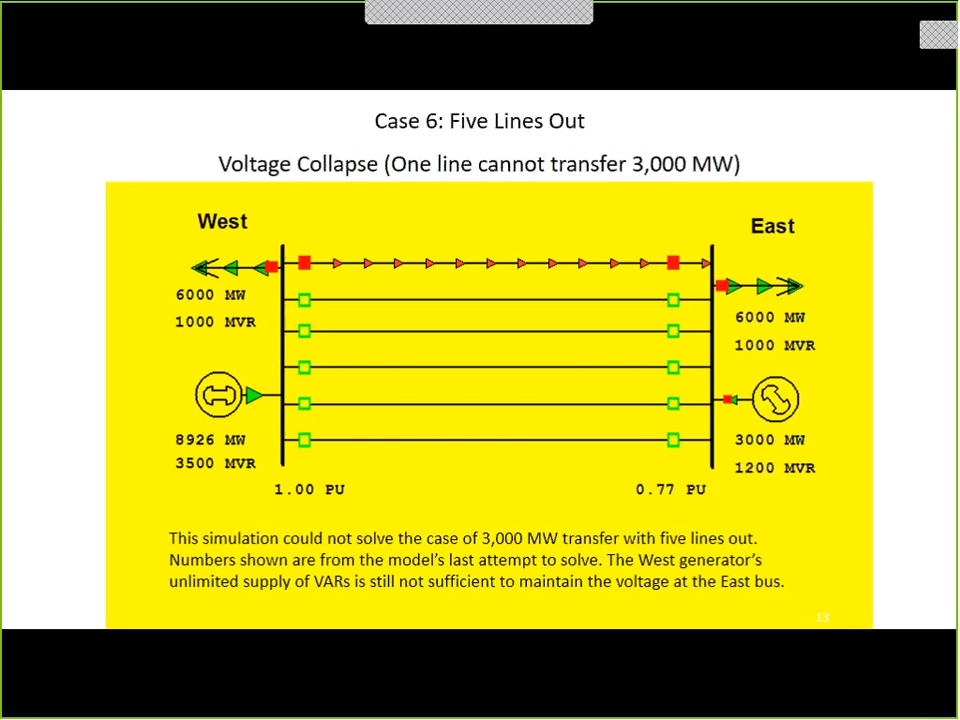 Case 6: Five Lines Out
Voltage Collapse (One line cannot transfer 3,000 MW)
West
East
6000 MW
1000 MVR
6000 MW
1000 MVR
8926 MW
3500 MVR
3000 MW
1200 MVR
1.00 PU
0.77 PU
This simulation could not solve the case of 3,000 MW transfer with five lines out.
Numbers shown are from the model's last attempt to solve. The West generator's
unlimited supply of VARs is still not sufficient to maintain the voltage at the East bus.
13